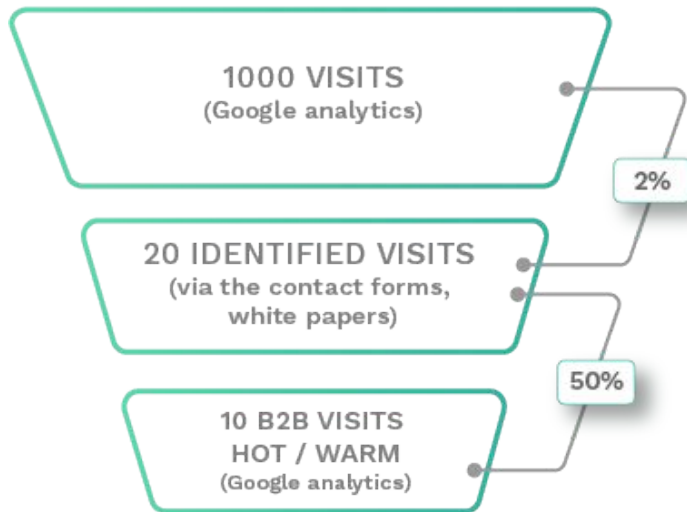 1000 VISITS
(Google analytics)
2%
20 IDENTIFIED VISITS
(via the contact forms,
white papers)
50%
10 B2B VISITS
HOT / WARM
(Google analytics)